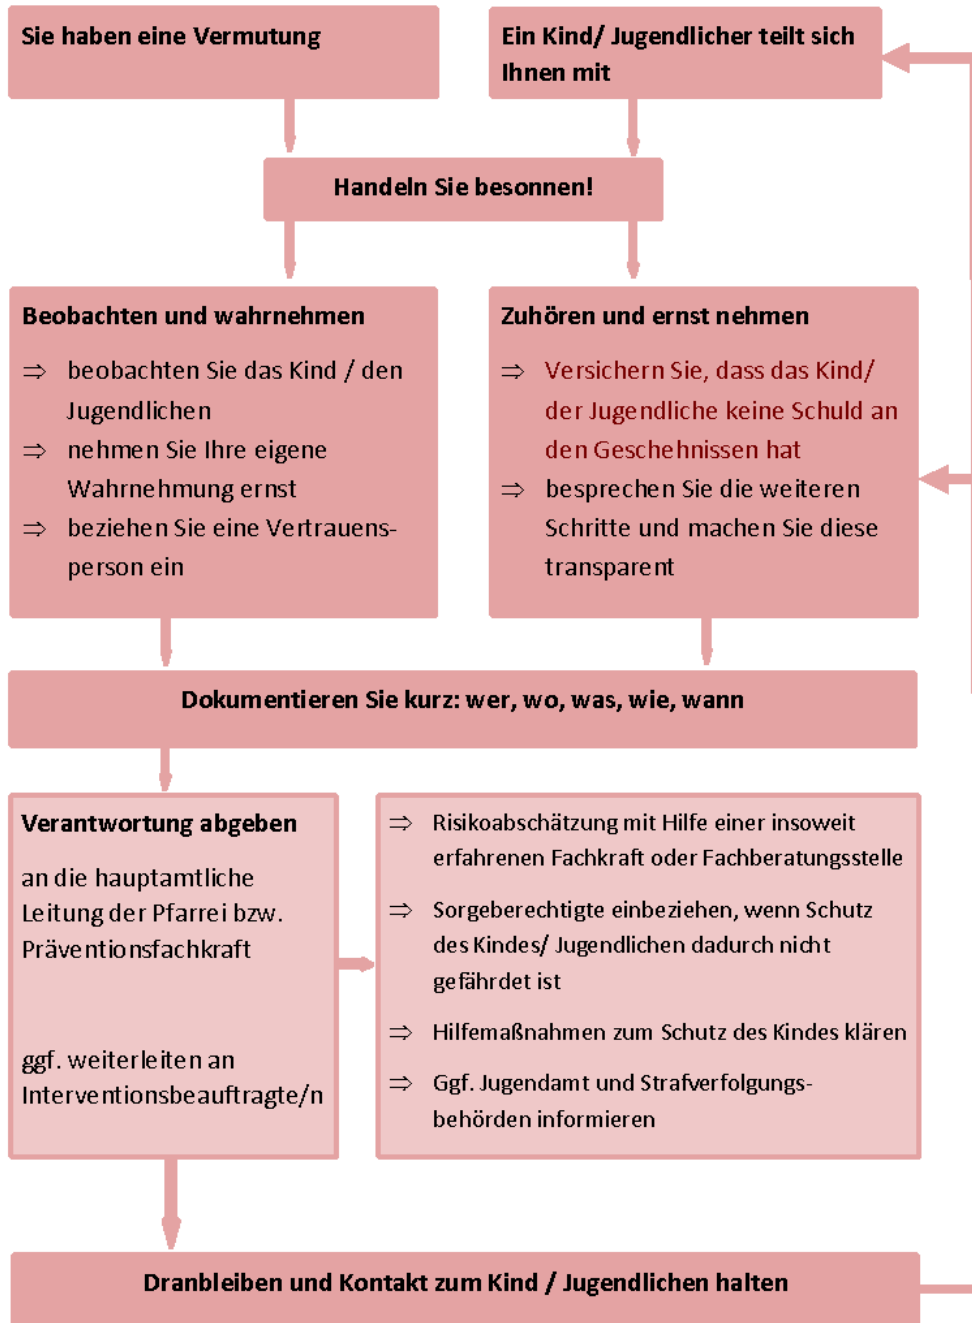 Sie haben eine Vermutung
Ein Kind/ Jugendlicher teilt sich
Ihnen mit
Handeln Sie besonnen!
Beobachten und wahrnehmen
⇒ beobachten Sie das Kind / den
Jugendlichen
⇒ nehmen Sie Ihre eigene
Wahrnehmung ernst
⇒ beziehen Sie eine Vertrauens-
person ein
Zuhören und ernst nehmen
⇒ Versichern Sie, dass das Kind/
der Jugendliche keine Schuld an
den Geschehnissen hat
⇒ besprechen Sie die weiteren
Schritte und machen Sie diese
transparent
Dokumentieren Sie kurz: wer, wo, was, wie, wann
Verantwortung abgeben
an die hauptamtliche
Leitung der Pfarrei bzw.
Präventionsfachkraft
ggf. weiterleiten an
Interventionsbeauftragte/n
⇒ Risikoabschätzung mit Hilfe einer insoweit
erfahrenen Fachkraft oder Fachberatungsstelle
⇒ Sorgeberechtigte einbeziehen, wenn Schutz
des Kindes/ Jugendlichen dadurch nicht
gefährdet ist
⇒ Hilfemaßnahmen zum Schutz des Kindes klären
⇒ Ggf. Jugendamt und Strafverfolgungs-
behörden informieren
Dranbleiben und Kontakt zum Kind / Jugendlichen halten